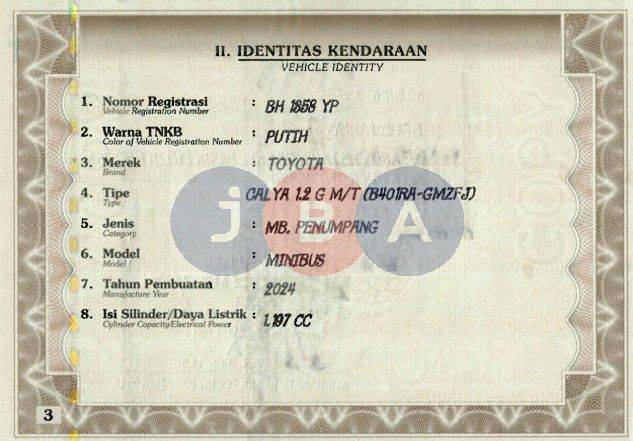 II. IDENTITAS KENDARAAN
VEHICLE IDENTITY
1. Nomor Registrasi : BH 1858 YP
Vehicle Registration Number
2. Warna TNKB : PUTIH
Color of Vehicle Registration Number
3. Merek : TOYOTA
Brand
4. Tipe CALYA 1.2 G M/T (B401RA-GMZFJ)
Type
5. Jenis : MB. PENUMPANG
Category
6. Model : MINIBUS
Model
7. Tahun Pembuatan : 2024
Manufacture Year
8. Isi Silinder/Daya Listrik : 1.197 CC
Cylinder Capacity/Electrical Power
JBA
3